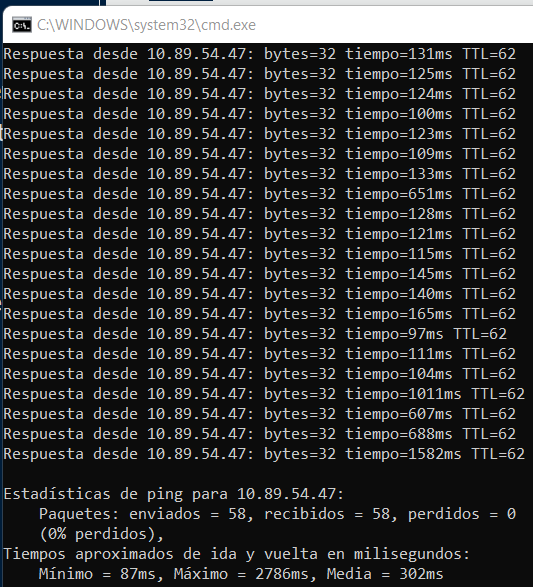 C:\WINDOWS\system32\cmd.exe
Respuesta desde 10.89.54.47: bytes=32 tiempo=131ms TTL=62
Respuesta desde 10.89.54.47: bytes=32 tiempo=125ms TTL=62
Respuesta desde 10.89.54.47: bytes=32 tiempo=124ms TTL=62
Respuesta desde 10.89.54.47: bytes=32 tiempo=100ms TTL=62
Respuesta desde 10.89.54.47: bytes=32 tiempo=123ms TTL=62
Respuesta desde 10.89.54.47: bytes=32 tiempo=109ms TTL=62
Respuesta desde 10.89.54.47: bytes=32 tiempo=133ms TTL=62
Respuesta desde 10.89.54.47: bytes=32 tiempo=651ms TTL=62
Respuesta desde 10.89.54.47: bytes=32 tiempo=128ms TTL=62
Respuesta desde 10.89.54.47: bytes=32 tiempo=121ms TTL=62
Respuesta desde 10.89.54.47: bytes=32 tiempo=115ms TTL=62
Respuesta desde 10.89.54.47: bytes=32 tiempo=145ms TTL=62
Respuesta desde 10.89.54.47: bytes=32 tiempo=140ms TTL=62
Respuesta desde 10.89.54.47: bytes=32 tiempo=165ms TTL=62
Respuesta desde 10.89.54.47: bytes=32 tiempo=97ms TTL=62
Respuesta desde 10.89.54.47: bytes=32 tiempo=111ms TTL=62
Respuesta desde 10.89.54.47: bytes=32 tiempo=104ms TTL=62
Respuesta desde 10.89.54.47: bytes=32 tiempo=1011ms TTL=62
Respuesta desde 10.89.54.47: bytes=32 tiempo=607ms TTL=62
Respuesta desde 10.89.54.47: bytes=32 tiempo=688ms TTL=62
Respuesta desde 10.89.54.47: bytes=32 tiempo=1582ms TTL=62
Estadísticas de ping para 10.89.54.47:
Paquetes: enviados = 58, recibidos = 58, perdidos = 0
(0% perdidos),
Tiempos aproximados de ida y vuelta en milisegundos:
Mínimo = 87ms, Máximo = 2786ms, Media = 302ms